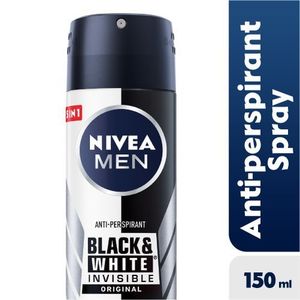 5IN1
NIVEA
MEN
ANTI-PERSPIRANT
BLACK&
WHITE®
INVISIBLE
ORIGINAL
Anti-perspirant
Spray
150 ml